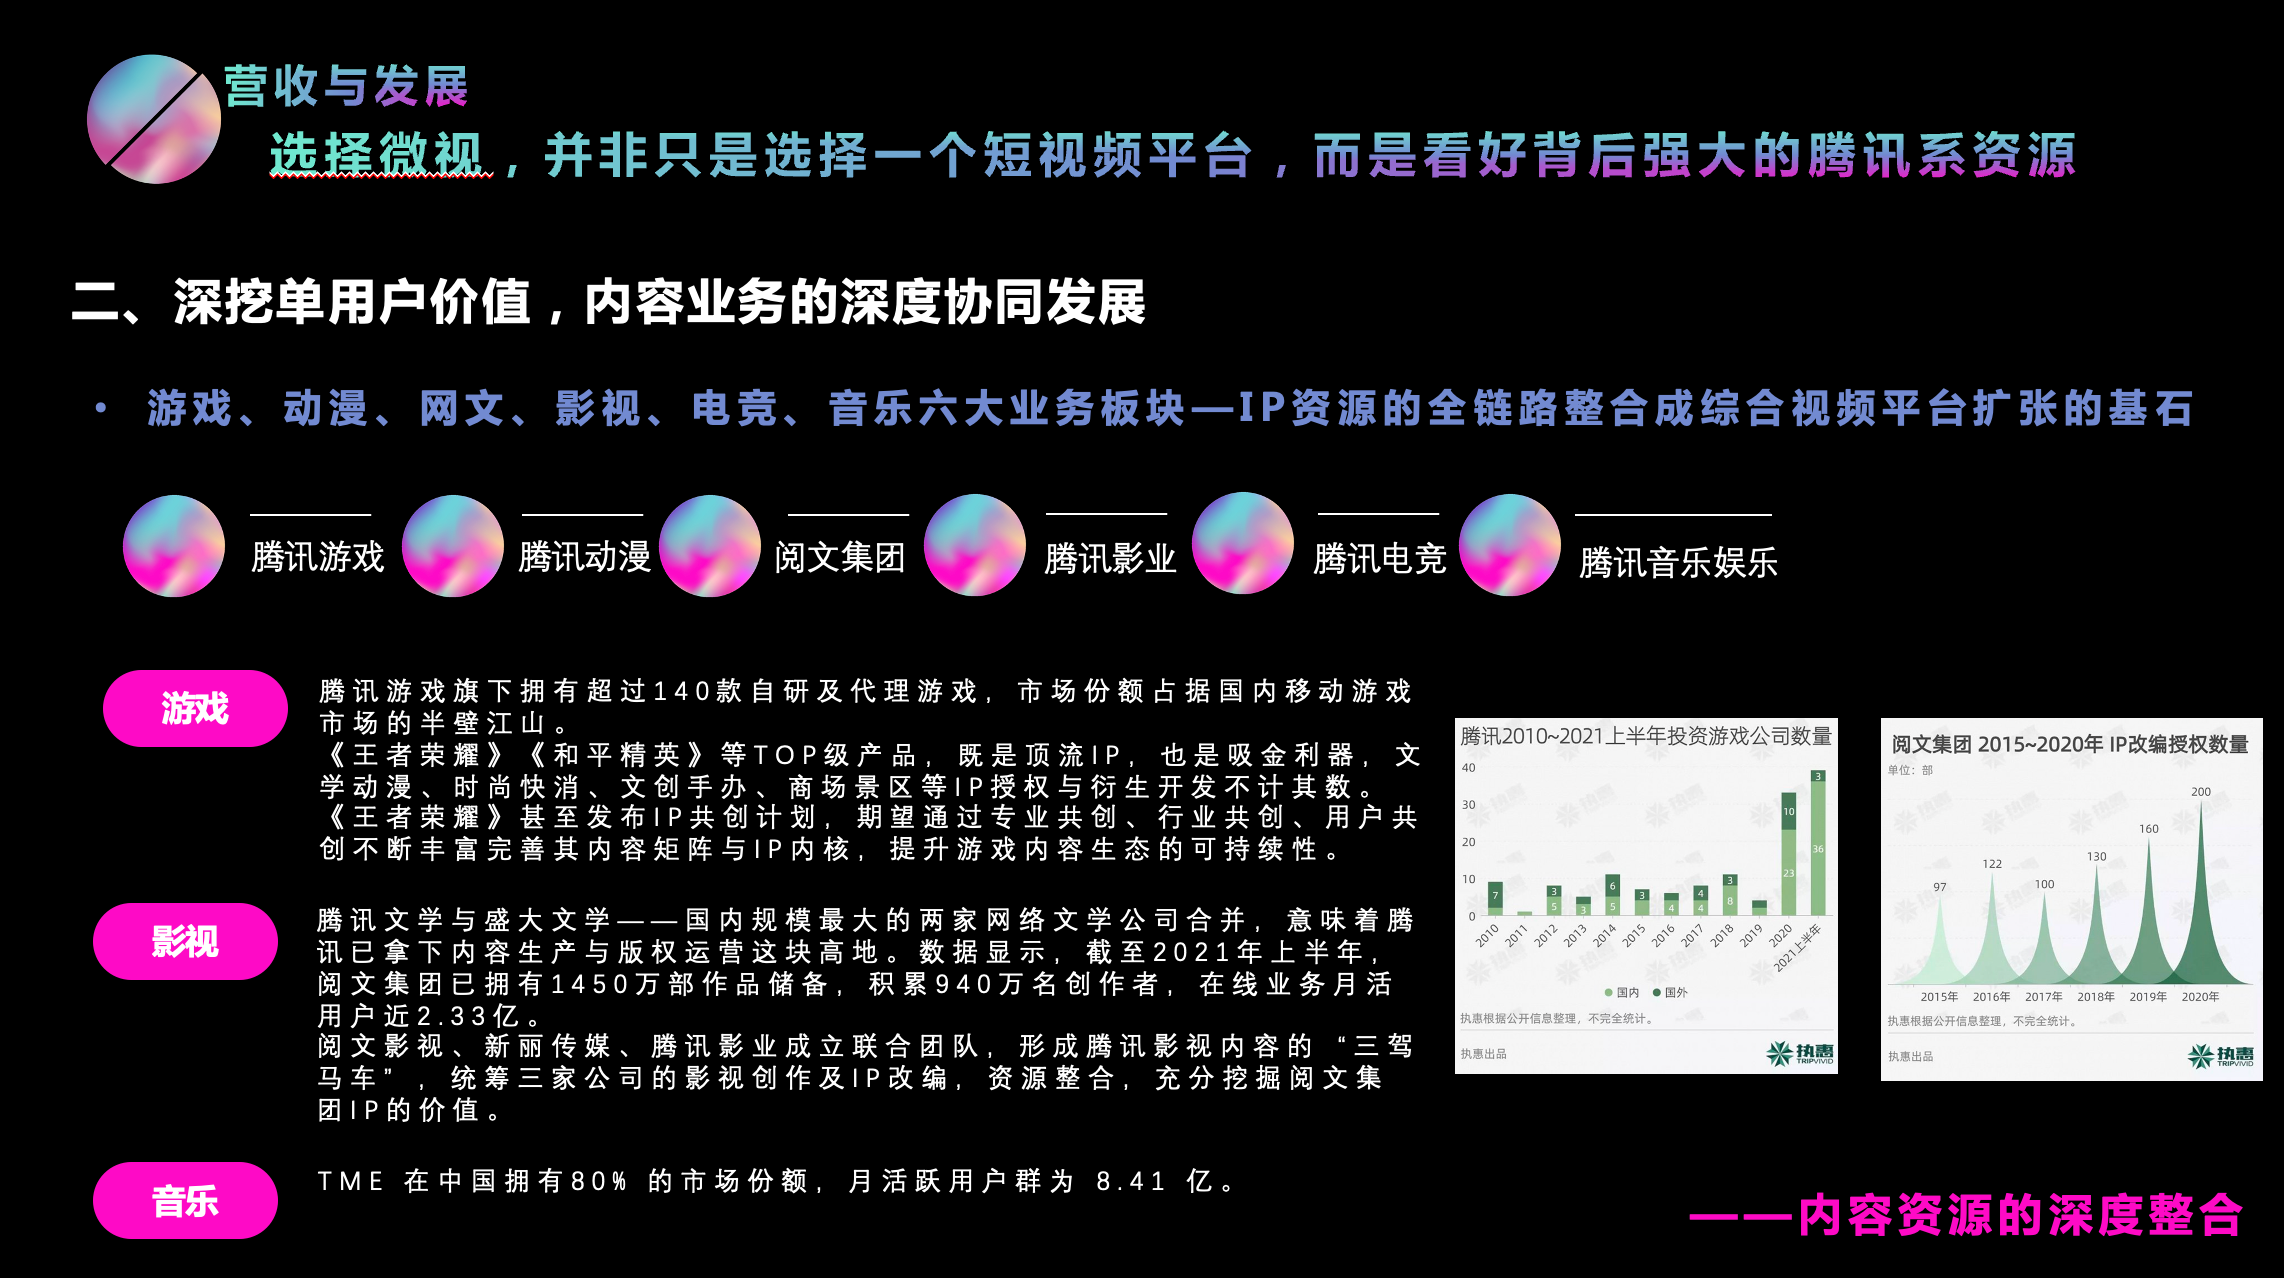 营收与发展
选择微视，并非只是选择一个短视频平台，而是看好背后强大的腾讯系资源
二、深挖单用户价值，内容业务的深度协同发展
• 游戏、动漫、网文、影视、电竞、音乐六大业务板块—IP资源的全链路整合成综合视频平台扩张的基石
腾讯游戏
腾讯动漫
阅文集团
腾讯影业
腾讯电竞
腾讯音乐娱乐
游戏
腾讯游戏旗下拥有超过140款自研及代理游戏，市场份额占据国内移动游戏
市场的半壁江山。
《王者荣耀》《和平精英》等TOP级产品，既是顶流IP，也是吸金利器，文
学动漫、时尚快消、文创手办、商场景区等IP授权与衍生开发不计其数。
《王者荣耀》甚至发布IP共创计划，期望通过专业共创、行业共创、用户共
创不断丰富完善其内容矩阵与IP内核，提升游戏内容生态的可持续性。
影视
腾讯文学与盛大文学——国内规模最大的两家网络文学公司合并，意味着腾
讯已拿下内容生产与版权运营这块高地。数据显示，截至2021年上半年，
阅文集团已拥有1450万部作品储备，积累940万名创作者，在线业务月活
用户近2.33亿。
阅文影视、新丽传媒、腾讯影业成立联合团队，形成腾讯影视内容的“三驾
马车”，统筹三家公司的影视创作及IP改编，资源整合，充分挖掘阅文集
团IP的价值。
音乐
TME 在中国拥有80% 的市场份额，月活跃用户群为 8.41 亿。
腾讯2010~2021上半年投资游戏公司数量
40
30
20
10
0
7
3
5
3
6
5
3
6
4
4
4
3
8
10
23
3
36
2010
2011
2012
2013
2014
2015
2016
2017
2018
2019
2020
2021上半年
国内 国外
执惠根据公开信息整理，不完全统计。
执惠出品
执惠
TRIPVIVID
阅文集团 2015~2020年 IP改编授权数量
单位：部
97
122
100
130
160
200
2015年 2016年 2017年 2018年 2019年 2020年
执惠根据公开信息整理，不完全统计。
执惠出品
执惠
TRIPVIVID
——内容资源的深度整合